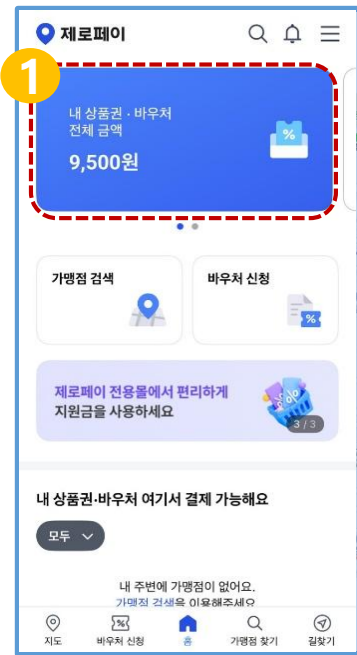 제로페이
1
내 상품권 · 바우처
전체 금액
9,500원
%
가맹점 검색
바우처 신청
%
제로페이 전용몰에서 편리하게
지원금을 사용하세요
3 / 3
내 상품권·바우처 여기서 결제 가능해요
모두
내 주변에 가맹점이 없어요.
가맹점 검색을 이용해주세요
지도
바우처 신청
홈
가맹점 찾기
길찾기